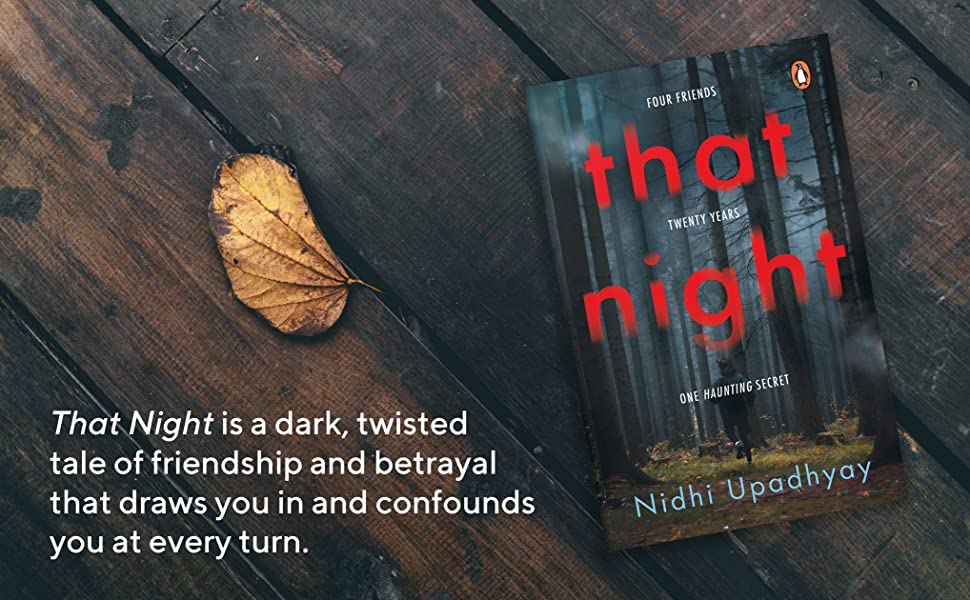 FOUR FRIENDS
that
TWENTY YEARS
night
ONE HAUNTING SECRET
Nidhi Upadhyay
That Night is a dark, twisted
tale of friendship and betrayal
that draws you in and confounds
you at every turn.